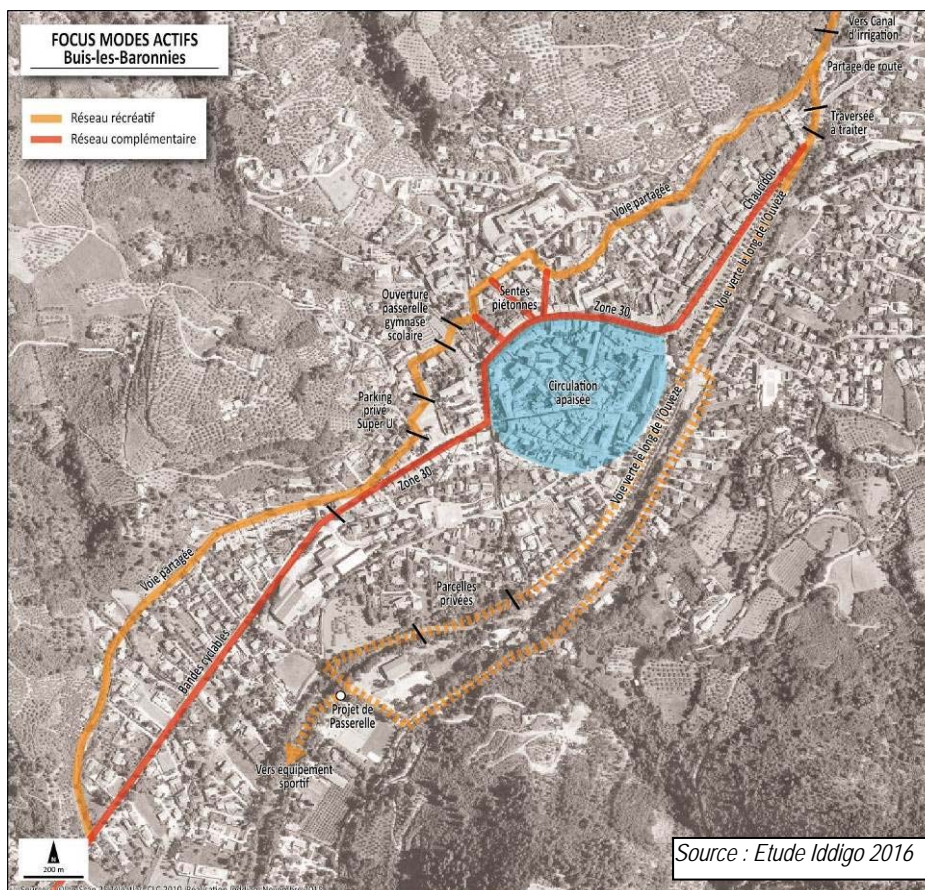 FOCUS MODES ACTIFS
Buis-les-Baronnies
Réseau récréatif
Réseau complémentaire
Vers Canal
d'irrigation
Partage de route
Traversée
à traiter
Chaucidou
Voie verte le long de l'Ouvèze
Voie partagée
Ouverture
passerelle
gymnase
scolaire
Sentes
piétonnes
Zone 30
Parking
privé
Super U
Circulation
apaisée
Zone 30
Voie verte le long de l'Ouvèze
Voie partagée
Parcelles
privées
Bandes cyclables
Projet de
Passerelle
Vers équipement
sportif
N
200 m
Source : Etude Iddigo 2016